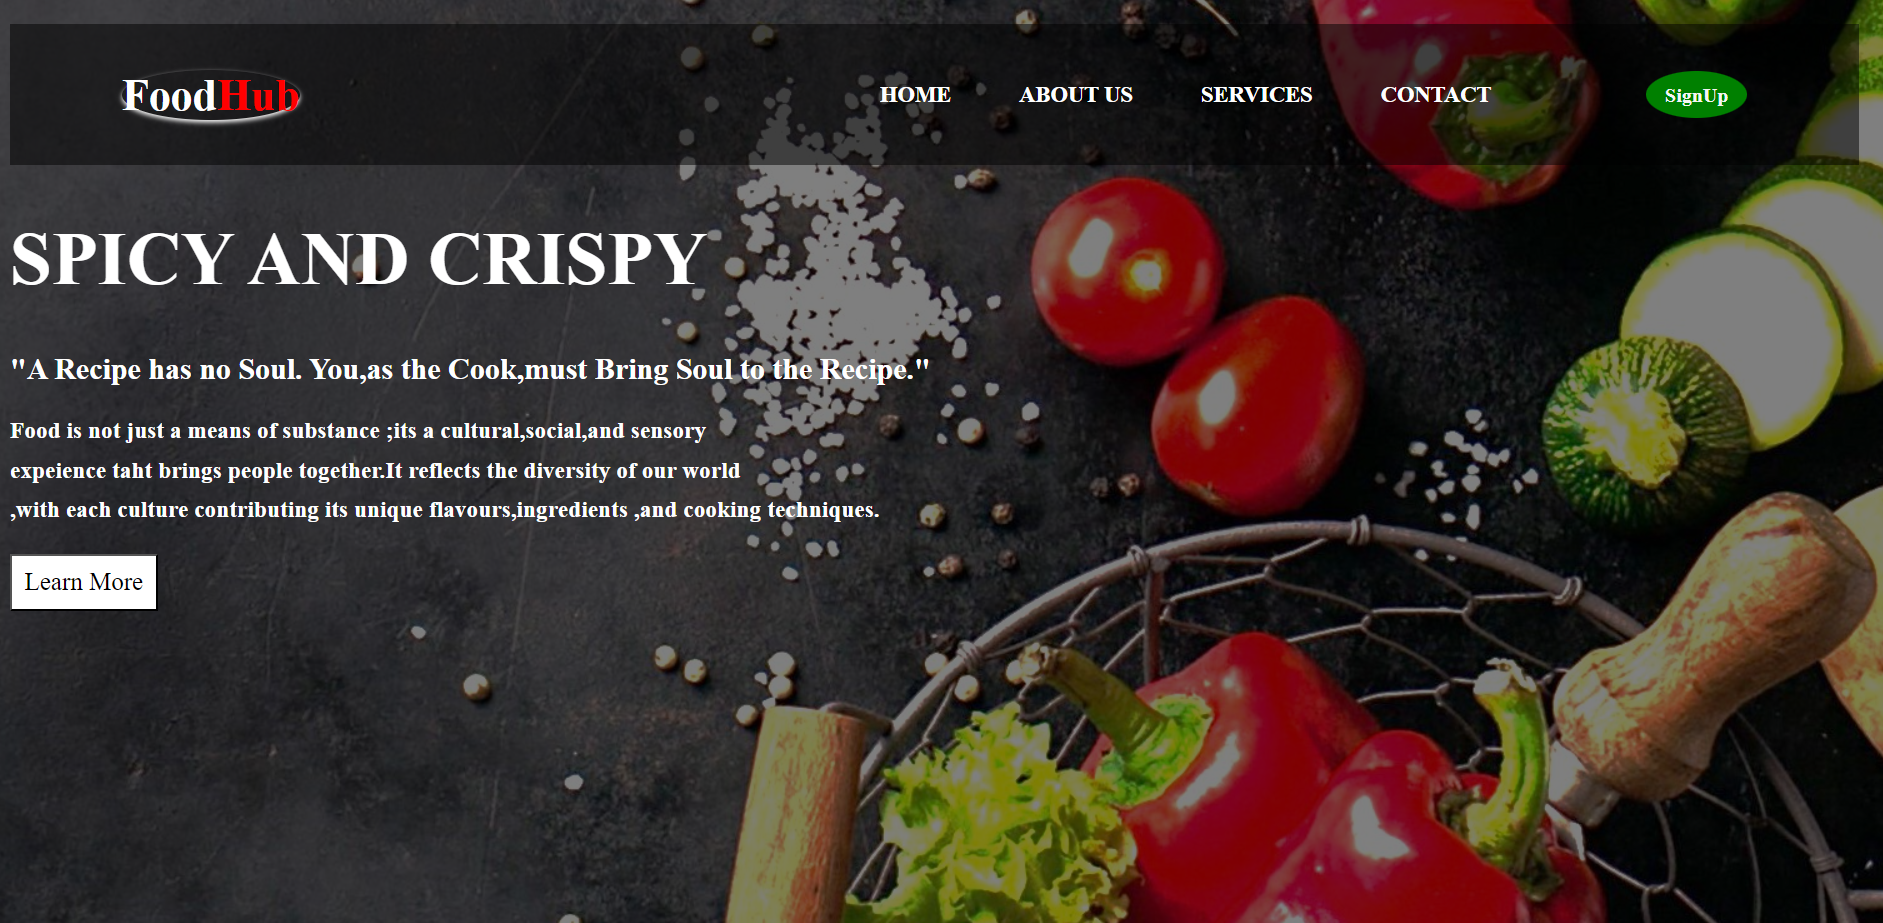 FoodHub
HOME ABOUT US SERVICES CONTACT SignUp
SPICY AND CRISPY
"A Recipe has no Soul. You,as the Cook,must Bring Soul to the Recipe."
Food is not just a means of substance ;its a cultural,social,and sensory
expeience taht brings people together.It reflects the diversity of our world
,with each culture contributing its unique flavours,ingredients ,and cooking techniques.
Learn More